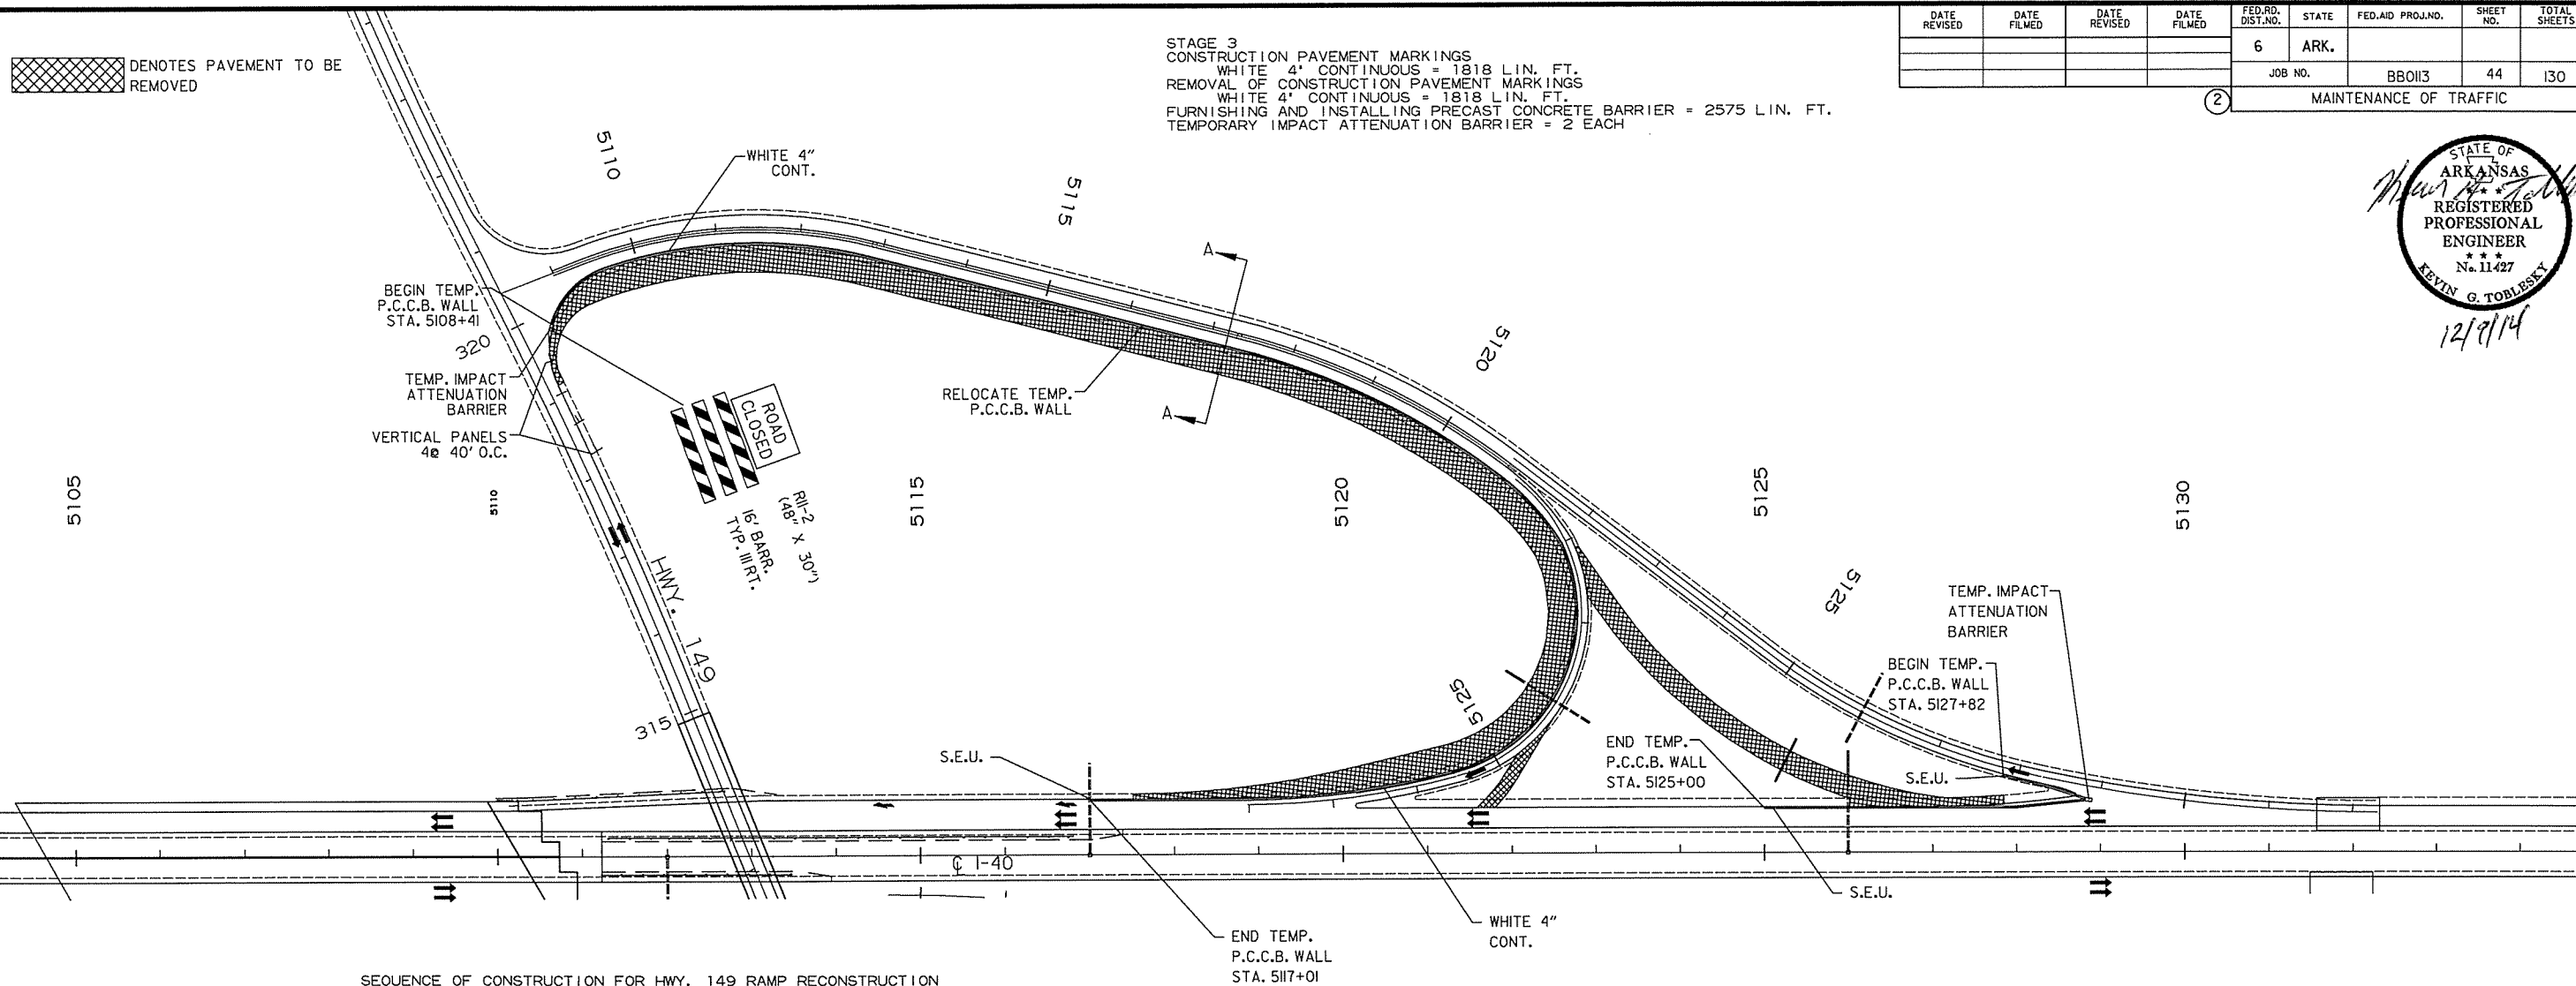 DENOTES PAVEMENT TO BE
REMOVED
STAGE 3
CONSTRUCTION PAVEMENT MARKINGS
WHITE 4" CONTINUOUS = 1818 LIN. FT.
REMOVAL OF CONSTRUCTION PAVEMENT MARKINGS
WHITE 4" CONTINUOUS = 1818 LIN. FT.
FURNISHING AND INSTALLING PRECAST CONCRETE BARRIER = 2575 LIN. FT.
TEMPORARY IMPACT ATTENUATION BARRIER = 2 EACH
DATE REVISED
DATE FILMED
DATE REVISED
DATE FILMED
FED.RD. DIST.NO.
STATE
FED.AID PROJ.NO.
SHEET NO.
TOTAL SHEETS
6
ARK.
JOB NO.
BB0113
44
130
2
MAINTENANCE OF TRAFFIC
STATE OF
ARKANSAS
REGISTERED
PROFESSIONAL
ENGINEER
No. 11427
KEVIN G. TOBLESKY
12/9/14
5110
WHITE 4"
CONT.
5115
A
A
5120
BEGIN TEMP.
P.C.C.B. WALL
STA. 5108+41
320
TEMP. IMPACT
ATTENUATION
BARRIER
VERTICAL PANELS
4@ 40' O.C.
RELOCATE TEMP.
P.C.C.B. WALL
ROAD
CLOSED
R11-2
(48" X 30")
16' BARR.
TYP. III RT.
5105
5110
5115
5120
5125
5130
HWY. 149
315
5125
5125
TEMP. IMPACT
ATTENUATION
BARRIER
BEGIN TEMP.
P.C.C.B. WALL
STA. 5127+82
S.E.U.
END TEMP.
P.C.C.B. WALL
STA. 5125+00
S.E.U.
℄ I-40
S.E.U.
WHITE 4"
CONT.
END TEMP.
P.C.C.B. WALL
STA. 5117+01
SEQUENCE OF CONSTRUCTION FOR HWY. 149 RAMP RECONSTRUCTION